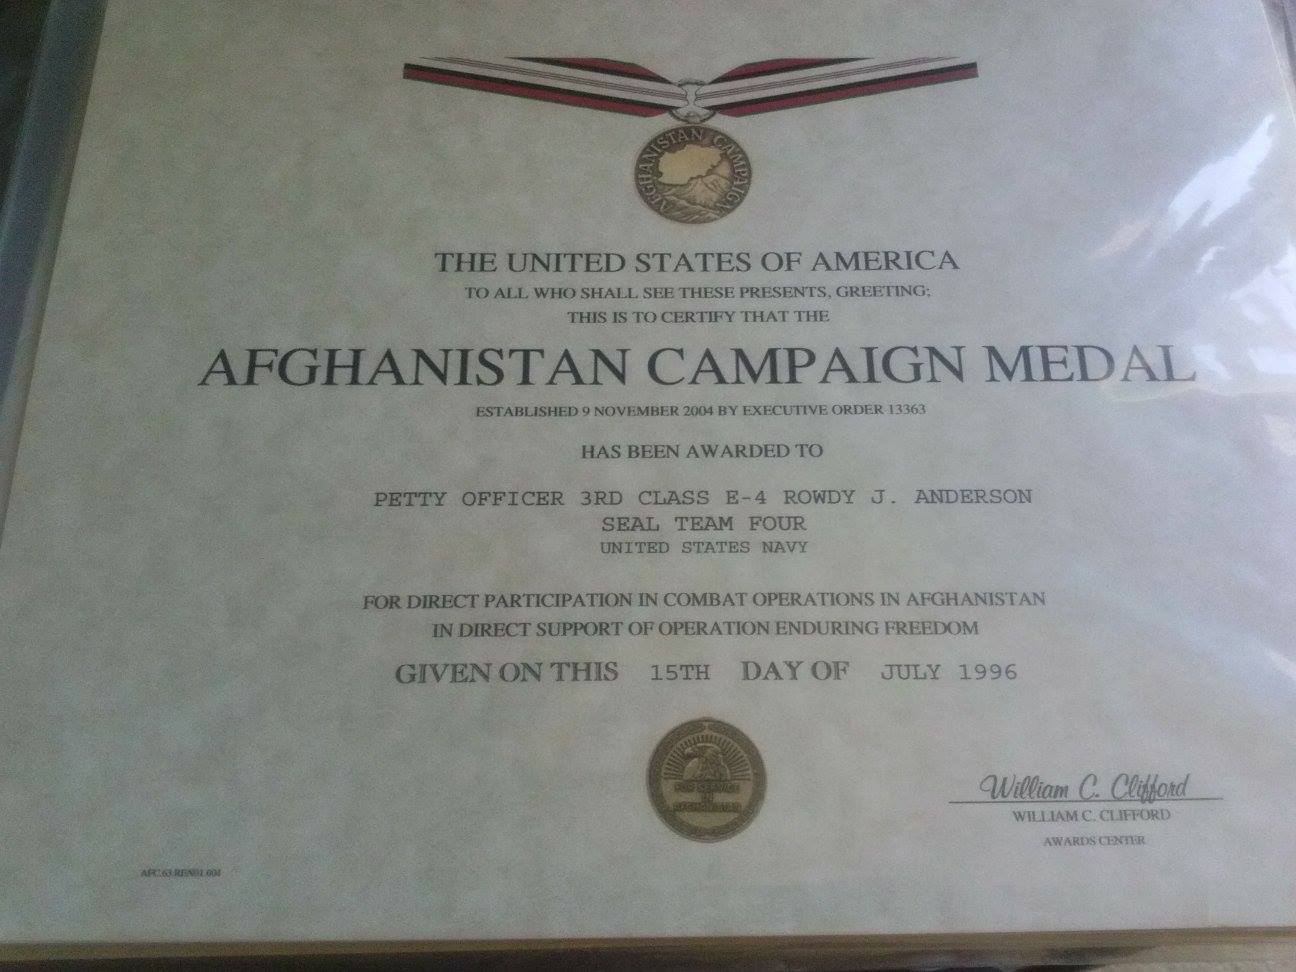 AFGHANISTAN CAMPAIGN
THE UNITED STATES OF AMERICA
TO ALL WHO SHALL SEE THESE PRESENTS, GREETING;
THIS IS TO CERTIFY THAT THE
AFGHANISTAN CAMPAIGN MEDAL
ESTABLISHED 9 NOVEMBER 2004 BY EXECUTIVE ORDER 13363
HAS BEEN AWARDED TO
PETTY OFFICER 3RD CLASS E-4 ROWDY J. ANDERSON
SEAL TEAM FOUR
UNITED STATES NAVY
FOR DIRECT PARTICIPATION IN COMBAT OPERATIONS IN AFGHANISTAN
IN DIRECT SUPPORT OF OPERATION ENDURING FREEDOM
GIVEN ON THIS 15TH DAY OF JULY 1996
FOR SERVICE
IN
AFGHANISTAN
William C. Clifford
WILLIAM C. CLIFFORD
AWARDS CENTER